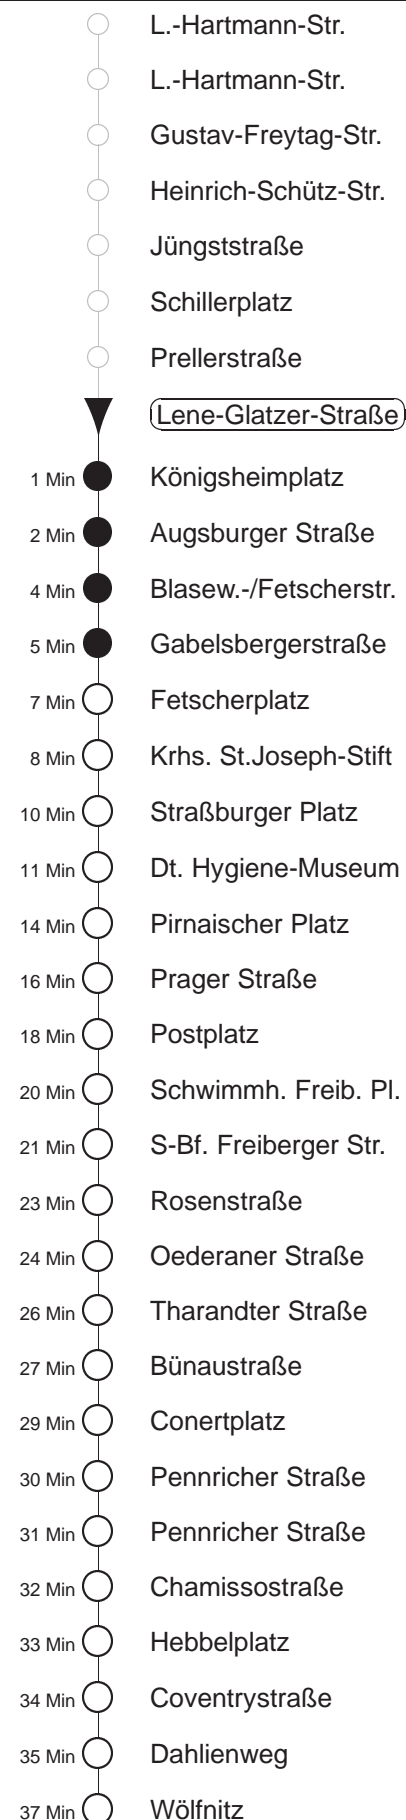 L.-Hartmann-Str.
L.-Hartmann-Str.
Gustav-Freytag-Str.
Heinrich-Schütz-Str.
Jüngststraße
Schillerplatz
Prellerstraße
Lene-Glatzer-Straße
1 Min Königsheimplatz
2 Min Augsburger Straße
4 Min Blasew.-/Fetscherstr.
5 Min Gabelsbergerstraße
7 Min Fetscherplatz
8 Min Krhs. St.Joseph-Stift
10 Min Straßburger Platz
11 Min Dt. Hygiene-Museum
14 Min Pirnaischer Platz
16 Min Prager Straße
18 Min Postplatz
20 Min Schwimmh. Freib. Pl.
21 Min S-Bf. Freiberger Str.
23 Min Rosenstraße
24 Min Oederaner Straße
26 Min Tharandter Straße
27 Min Bünaustraße
29 Min Conertplatz
30 Min Pennricher Straße
31 Min Pennricher Straße
32 Min Chamissostraße
33 Min Hebbelplatz
34 Min Coventrystraße
35 Min Dahlienweg
37 Min Wölfnitz